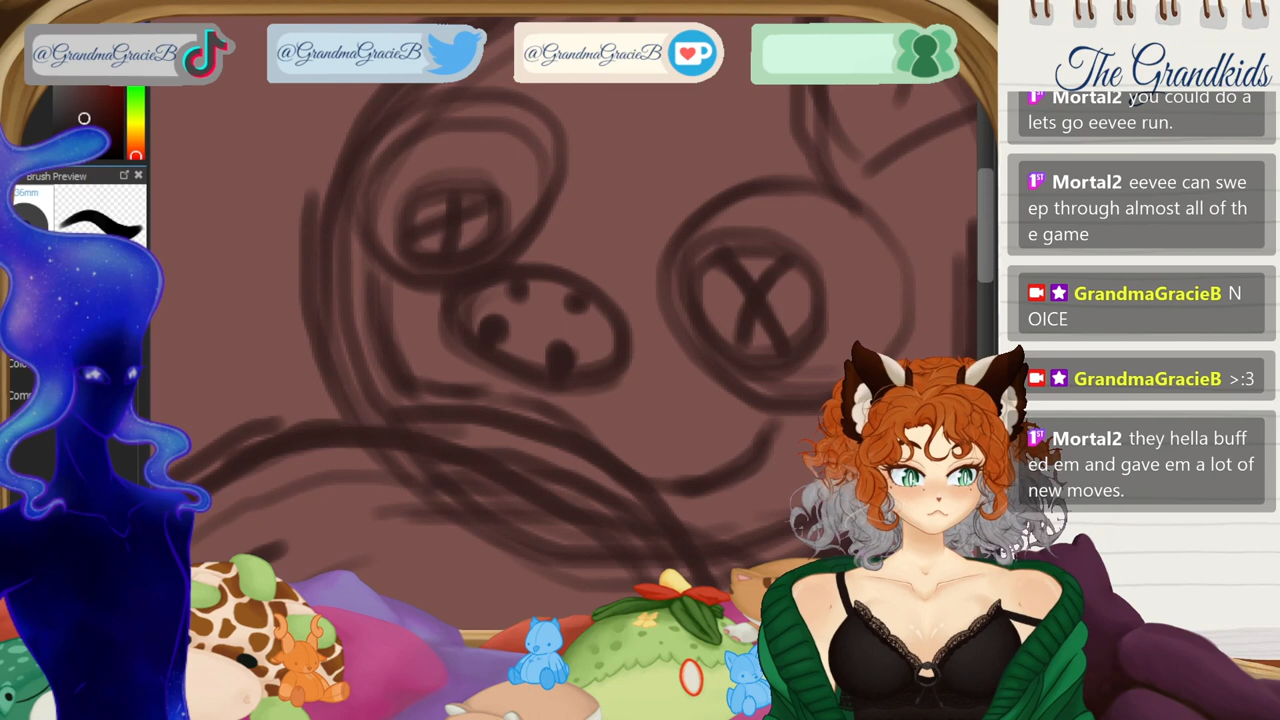 @GrandmaGracieB
@GrandmaGracieB
@GrandmaGracieB
The Grandkids
Mortal2 you could do a
lets go eevee run.
Brush Preview
36mm
1ST Mortal2 eevee can swe
ep through almost all of th
e game
GrandmaGracieB N
OICE
GrandmaGracieB >:3
1ST Mortal2 they hella buff
ed em and gave em a lot of
new moves.